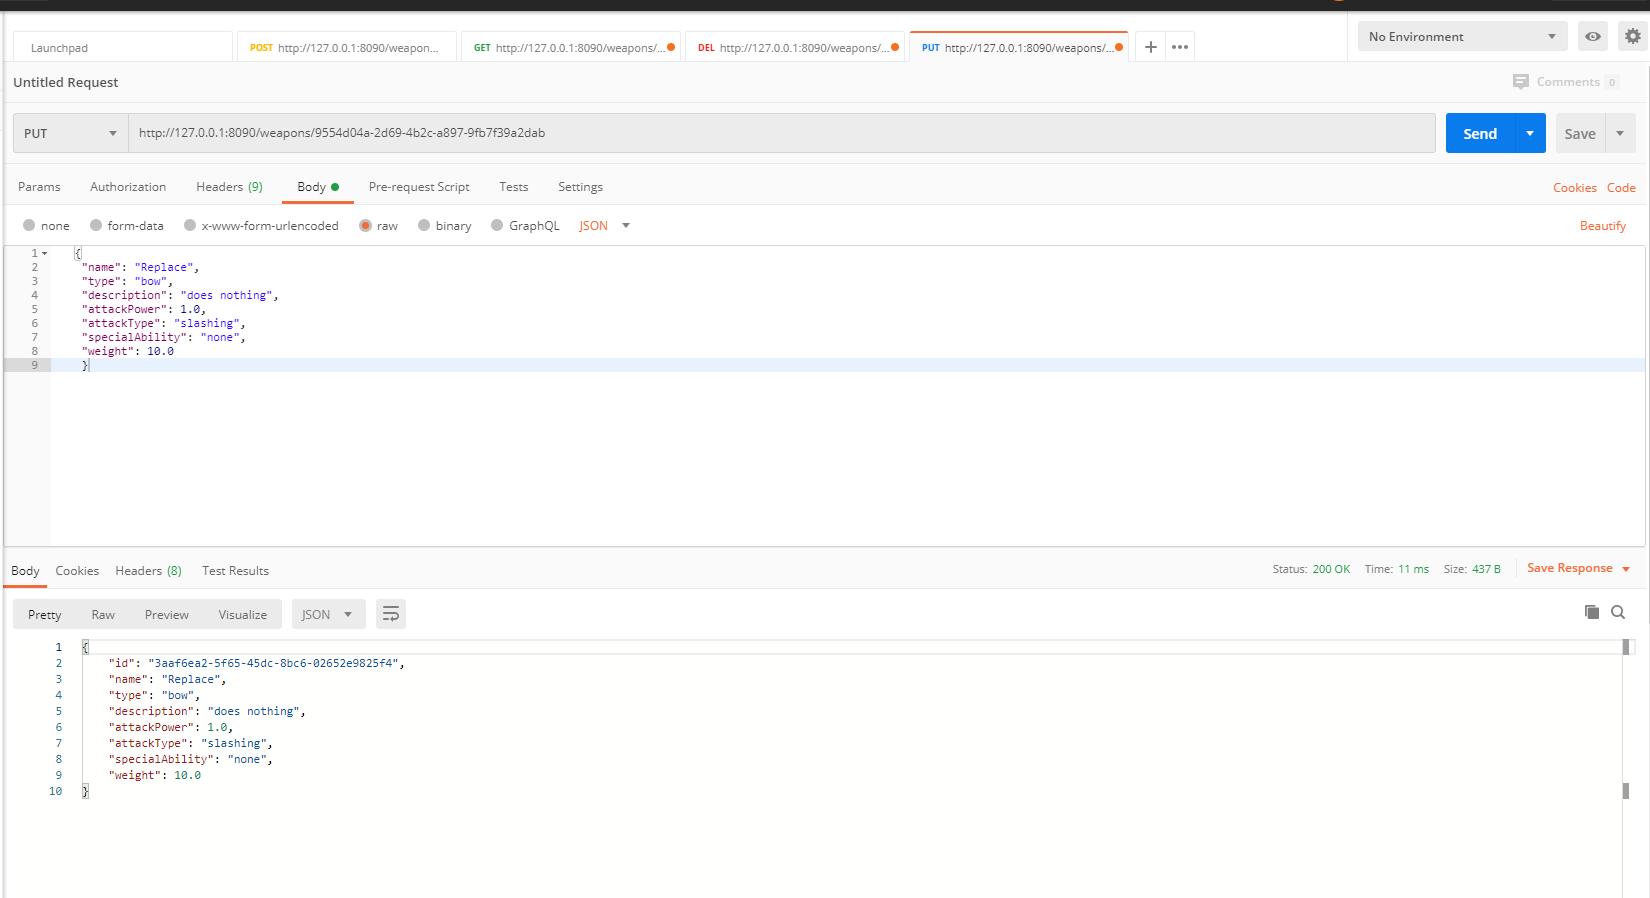 Launchpad
POST http://127.0.0.1:8090/weapon...
GET http://127.0.0.1:8090/weapons/...
DEL http://127.0.0.1:8090/weapons/...
PUT http://127.0.0.1:8090/weapons/...
No Environment
Untitled Request
Comments 0
PUT
http://127.0.0.1:8090/weapons/9554d04a-2d69-4b2c-a897-9fb7f39a2dab
Send
Save
Params Authorization Headers (9) Body Pre-request Script Tests Settings
Cookies Code
none form-data x-www-form-urlencoded raw binary GraphQL JSON
Beautify
1 {
2 "name": "Replace",
3 "type": "bow",
4 "description": "does nothing",
5 "attackPower": 1.0,
6 "attackType": "slashing",
7 "specialAbility": "none",
8 "weight": 10.0
9 }
Body Cookies Headers (8) Test Results
Status: 200 OK Time: 11 ms Size: 437 B
Save Response
Pretty Raw Preview Visualize JSON
1 {
2 "id": "3aaf6ea2-5f65-45dc-8bc6-02652e9825f4",
3 "name": "Replace",
4 "type": "bow",
5 "description": "does nothing",
6 "attackPower": 1.0,
7 "attackType": "slashing",
8 "specialAbility": "none",
9 "weight": 10.0
10 }